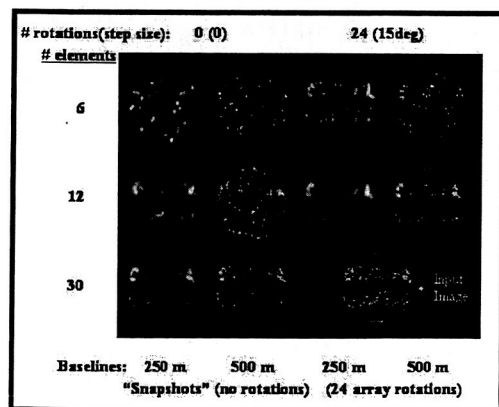 # rotations(step size): 0 (0) 24 (15deg)
# elements
6
12
30
Input
Image
Baselines: 250 m 500 m 250 m 500 m
"Snapshots" (no rotations) (24 array rotations)